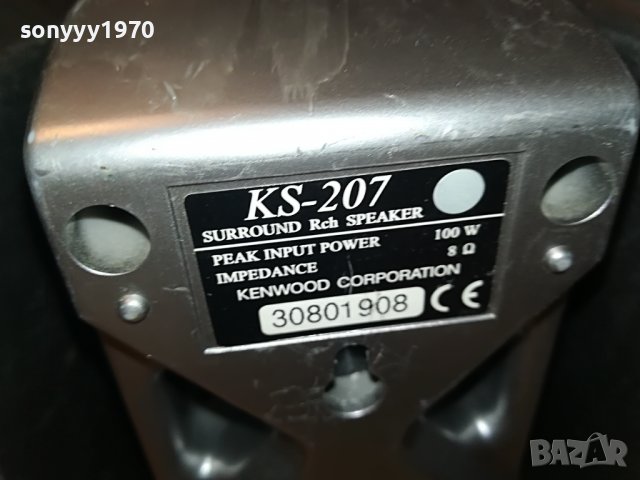 sonyyy1970
KS-207
SURROUND Rch SPEAKER
PEAK INPUT POWER 100 W
IMPEDANCE 8 Ω
KENWOOD CORPORATION
30801908 CE
BAZAR